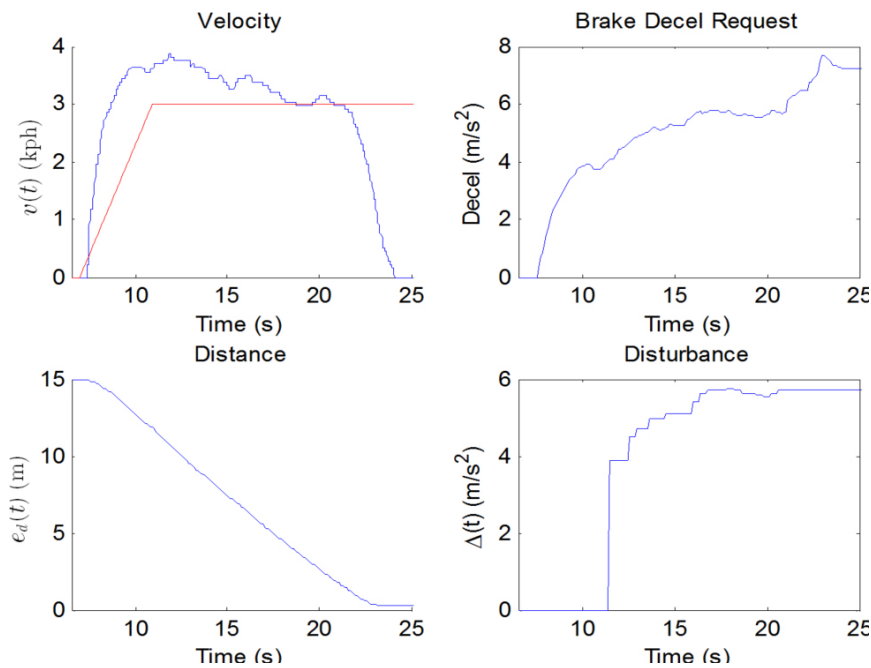 Velocity
v(t) (kph)
4
3
2
1
0
10
15
20
25
Time (s)
Brake Decel Request
Decel (m/s²)
8
6
4
2
0
10
15
20
25
Time (s)
Distance
e_d(t) (m)
15
10
5
0
10
15
20
25
Time (s)
Disturbance
Δ(t) (m/s²)
6
4
2
0
10
15
20
25
Time (s)